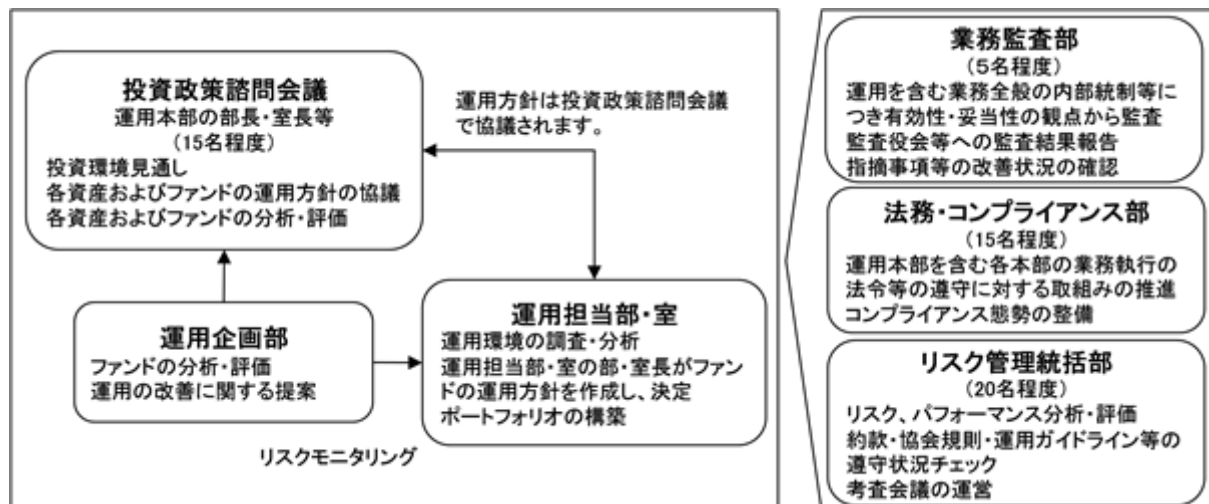 投資政策諮問会議
運用本部の部長・室長等
(15名程度)
投資環境見通し
各資産およびファンドの運用方針の協議
各資産およびファンドの分析・評価
運用方針は投資政策諮問会議
で協議されます。
運用企画部
ファンドの分析・評価
運用の改善に関する提案
運用担当部・室
運用環境の調査・分析
運用担当部・室の部・室長がファン
ドの運用方針を作成し、決定
ポートフォリオの構築
リスクモニタリング
業務監査部
(5名程度)
運用を含む業務全般の内部統制等に
つき有効性・妥当性の観点から監査
監査役会等への監査結果報告
指摘事項等の改善状況の確認
法務・コンプライアンス部
(15名程度)
運用本部を含む各本部の業務執行の
法令等の遵守に対する取組みの推進
コンプライアンス態勢の整備
リスク管理統括部
(20名程度)
リスク、パフォーマンス分析・評価
約款・協会規則・運用ガイドライン等の
遵守状況チェック
考査会議の運営